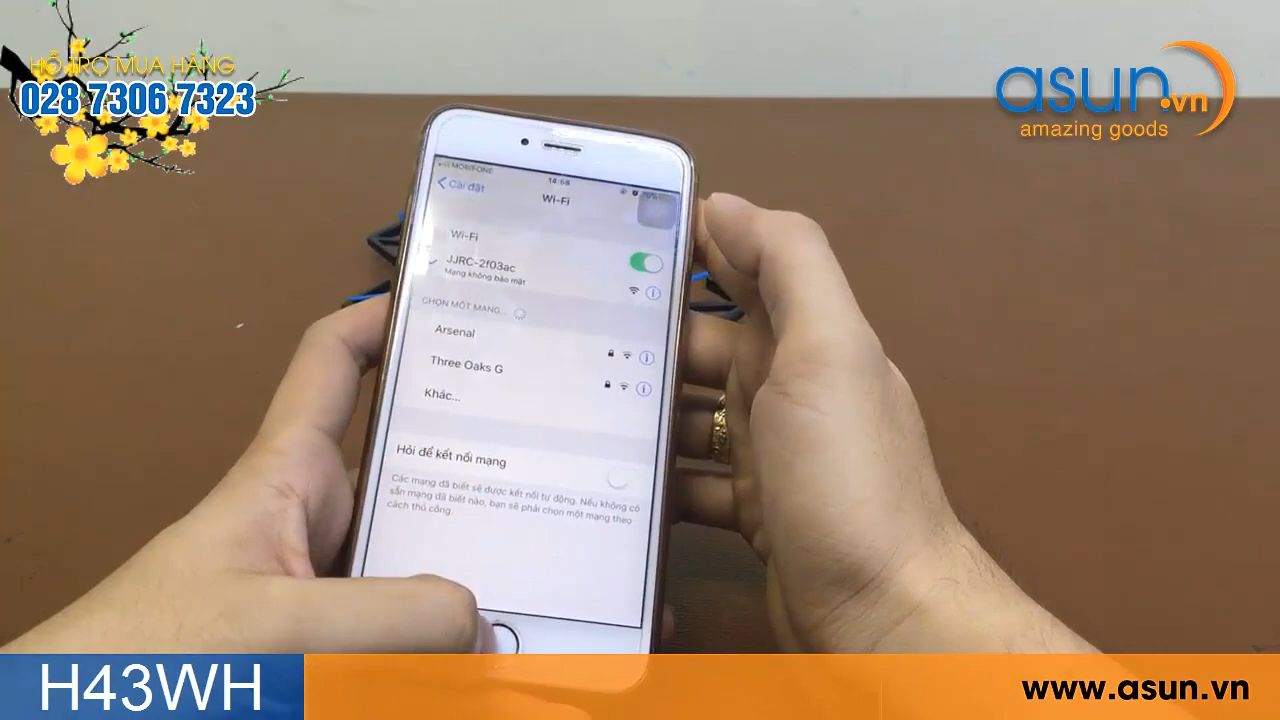 HỖ TRỢ MUA HÀNG
028 7306 7323
asun.vn
amazing goods
MOBIFONE
14:58
Cài đặt
Wi-Fi
Wi-Fi
JJRC-2f03ac
Mạng không bảo mật
CHỌN MỘT MẠNG...
Arsenal
Three Oaks G
Khác...
Hỏi để kết nối mạng
Các mạng đã biết sẽ được kết nối tự động. Nếu không có
sẵn mạng đã biết nào, bạn sẽ phải chọn một mạng theo
cách thủ công.
H43WH
www.asun.vn